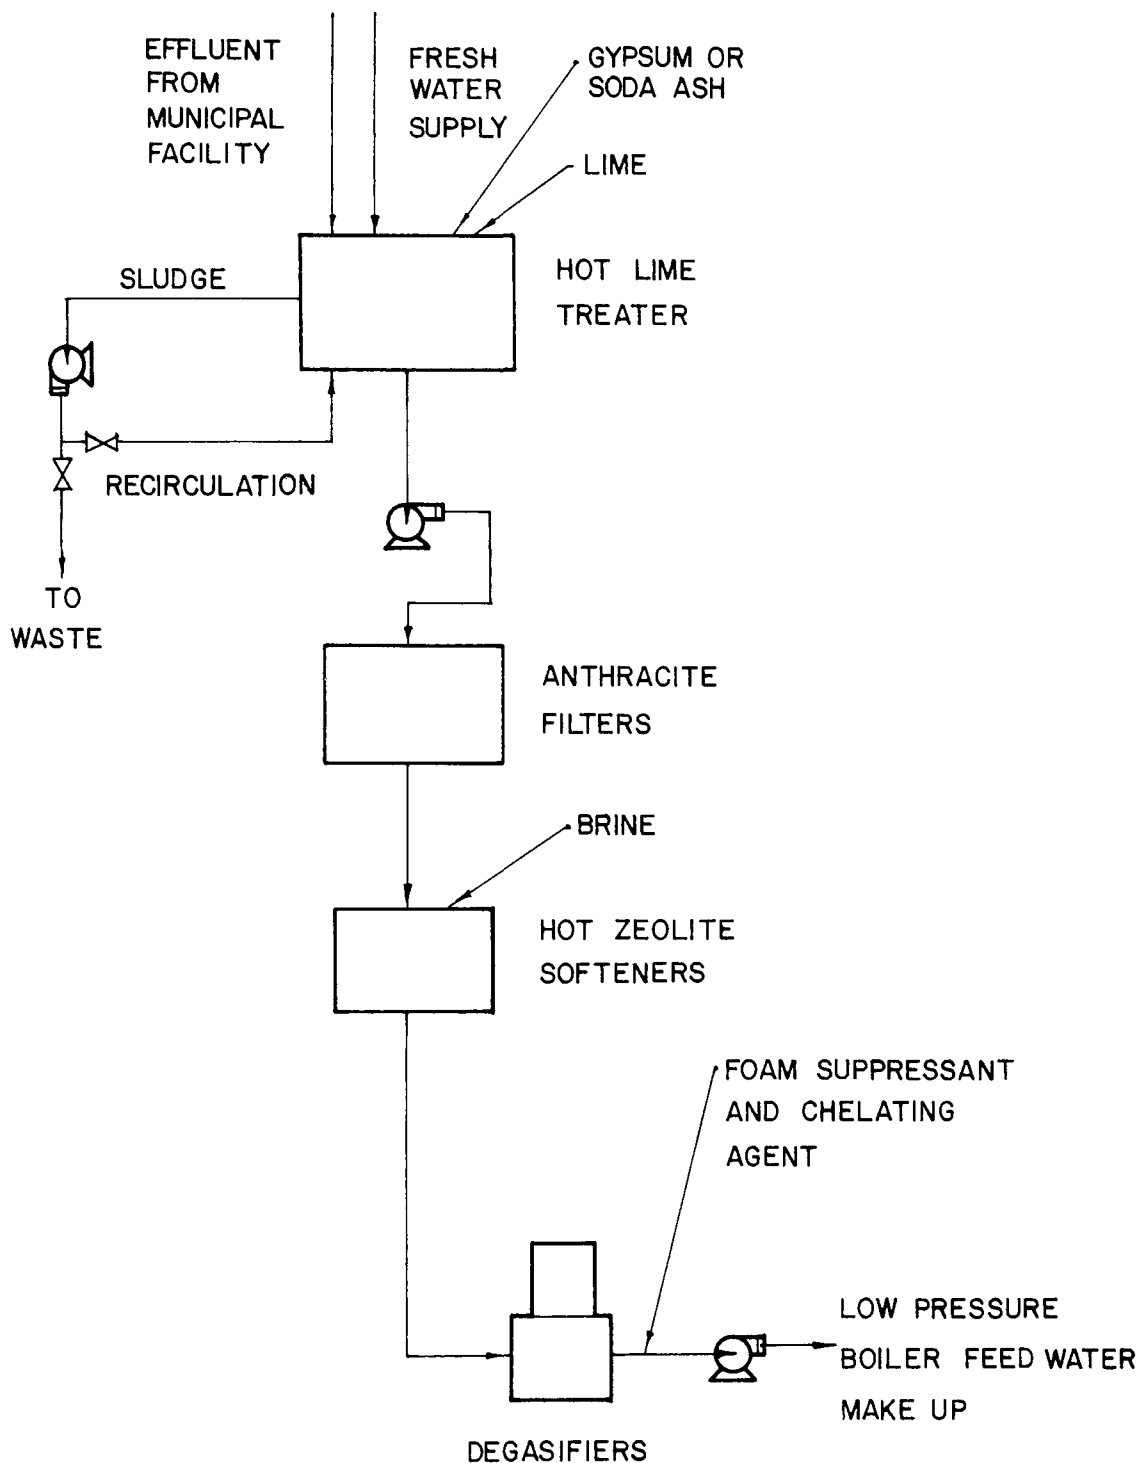 EFFLUENT
FROM
MUNICIPAL
FACILITY
FRESH
WATER
SUPPLY
GYPSUM OR
SODA ASH
LIME
HOT LIME
TREATER
SLUDGE
RECIRCULATION
TO
WASTE
ANTHRACITE
FILTERS
BRINE
HOT ZEOLITE
SOFTENERS
FOAM SUPPRESSANT
AND CHELATING
AGENT
LOW PRESSURE
BOILER FEED WATER
MAKE UP
DEGASIFIERS